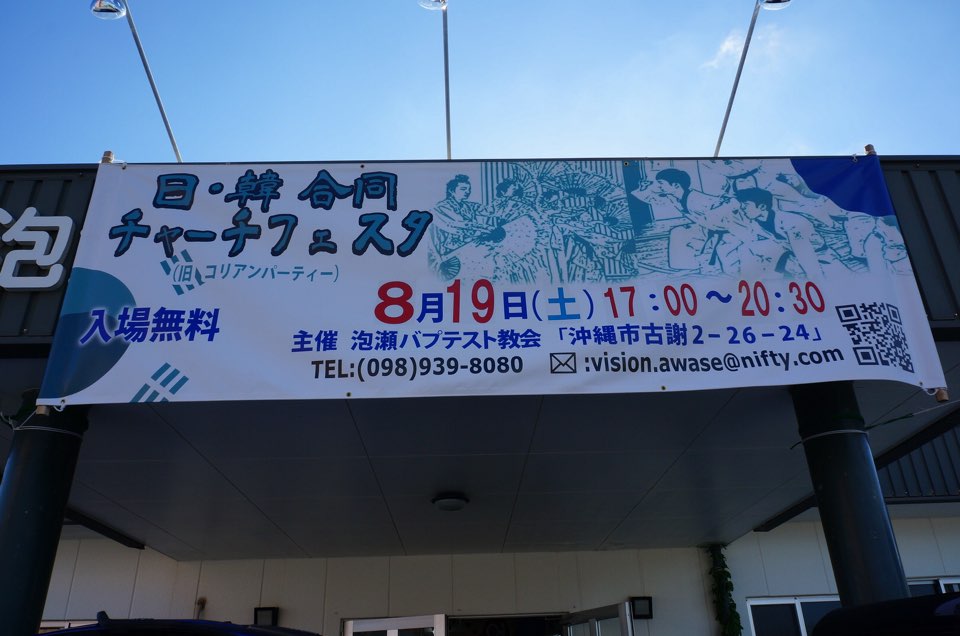 泡
日・韓 合同
チャーチフェスタ
(旧 コリアンパーティー)
8月19日(土) 17:00～20:30
入場無料
主催 泡瀬バプテスト教会 「沖縄市古謝2-26-24」
TEL:(098)939-8080 ✉:vision.awase@nifty.com